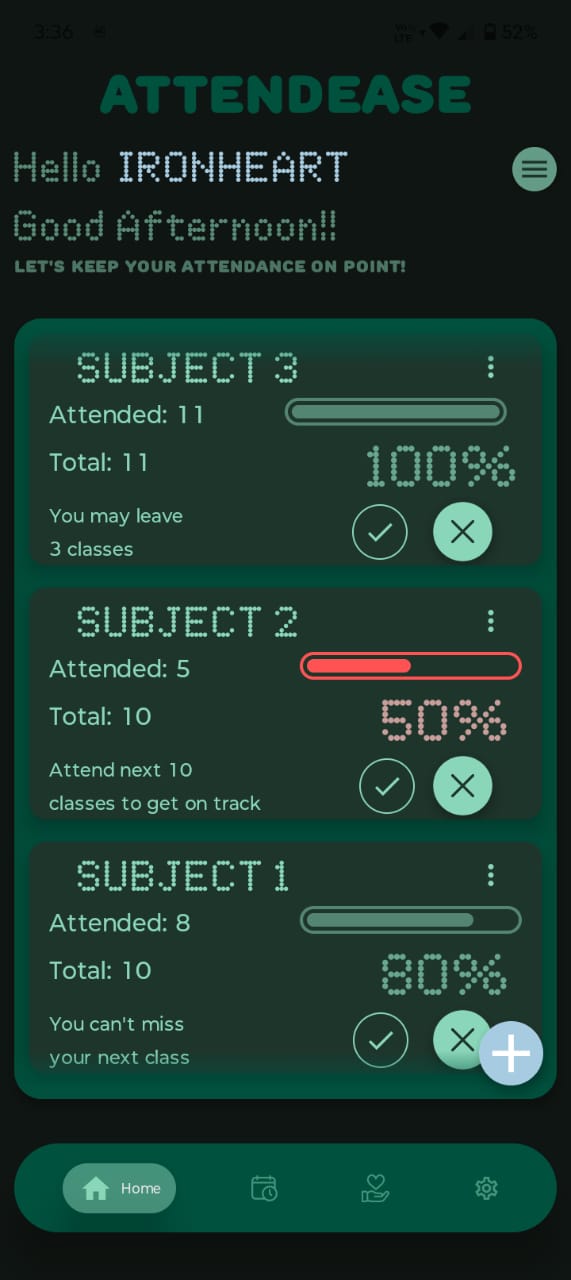 3:36
Vo))
LTE
52%
ATTENDEASE
Hello IRONHEART
Good Afternoon!!
LET'S KEEP YOUR ATTENDANCE ON POINT!
SUBJECT 3
Attended: 11
Total: 11
100%
You may leave
3 classes
SUBJECT 2
Attended: 5
Total: 10
50%
Attend next 10
classes to get on track
SUBJECT 1
Attended: 8
Total: 10
80%
You can't miss
your next class
Home